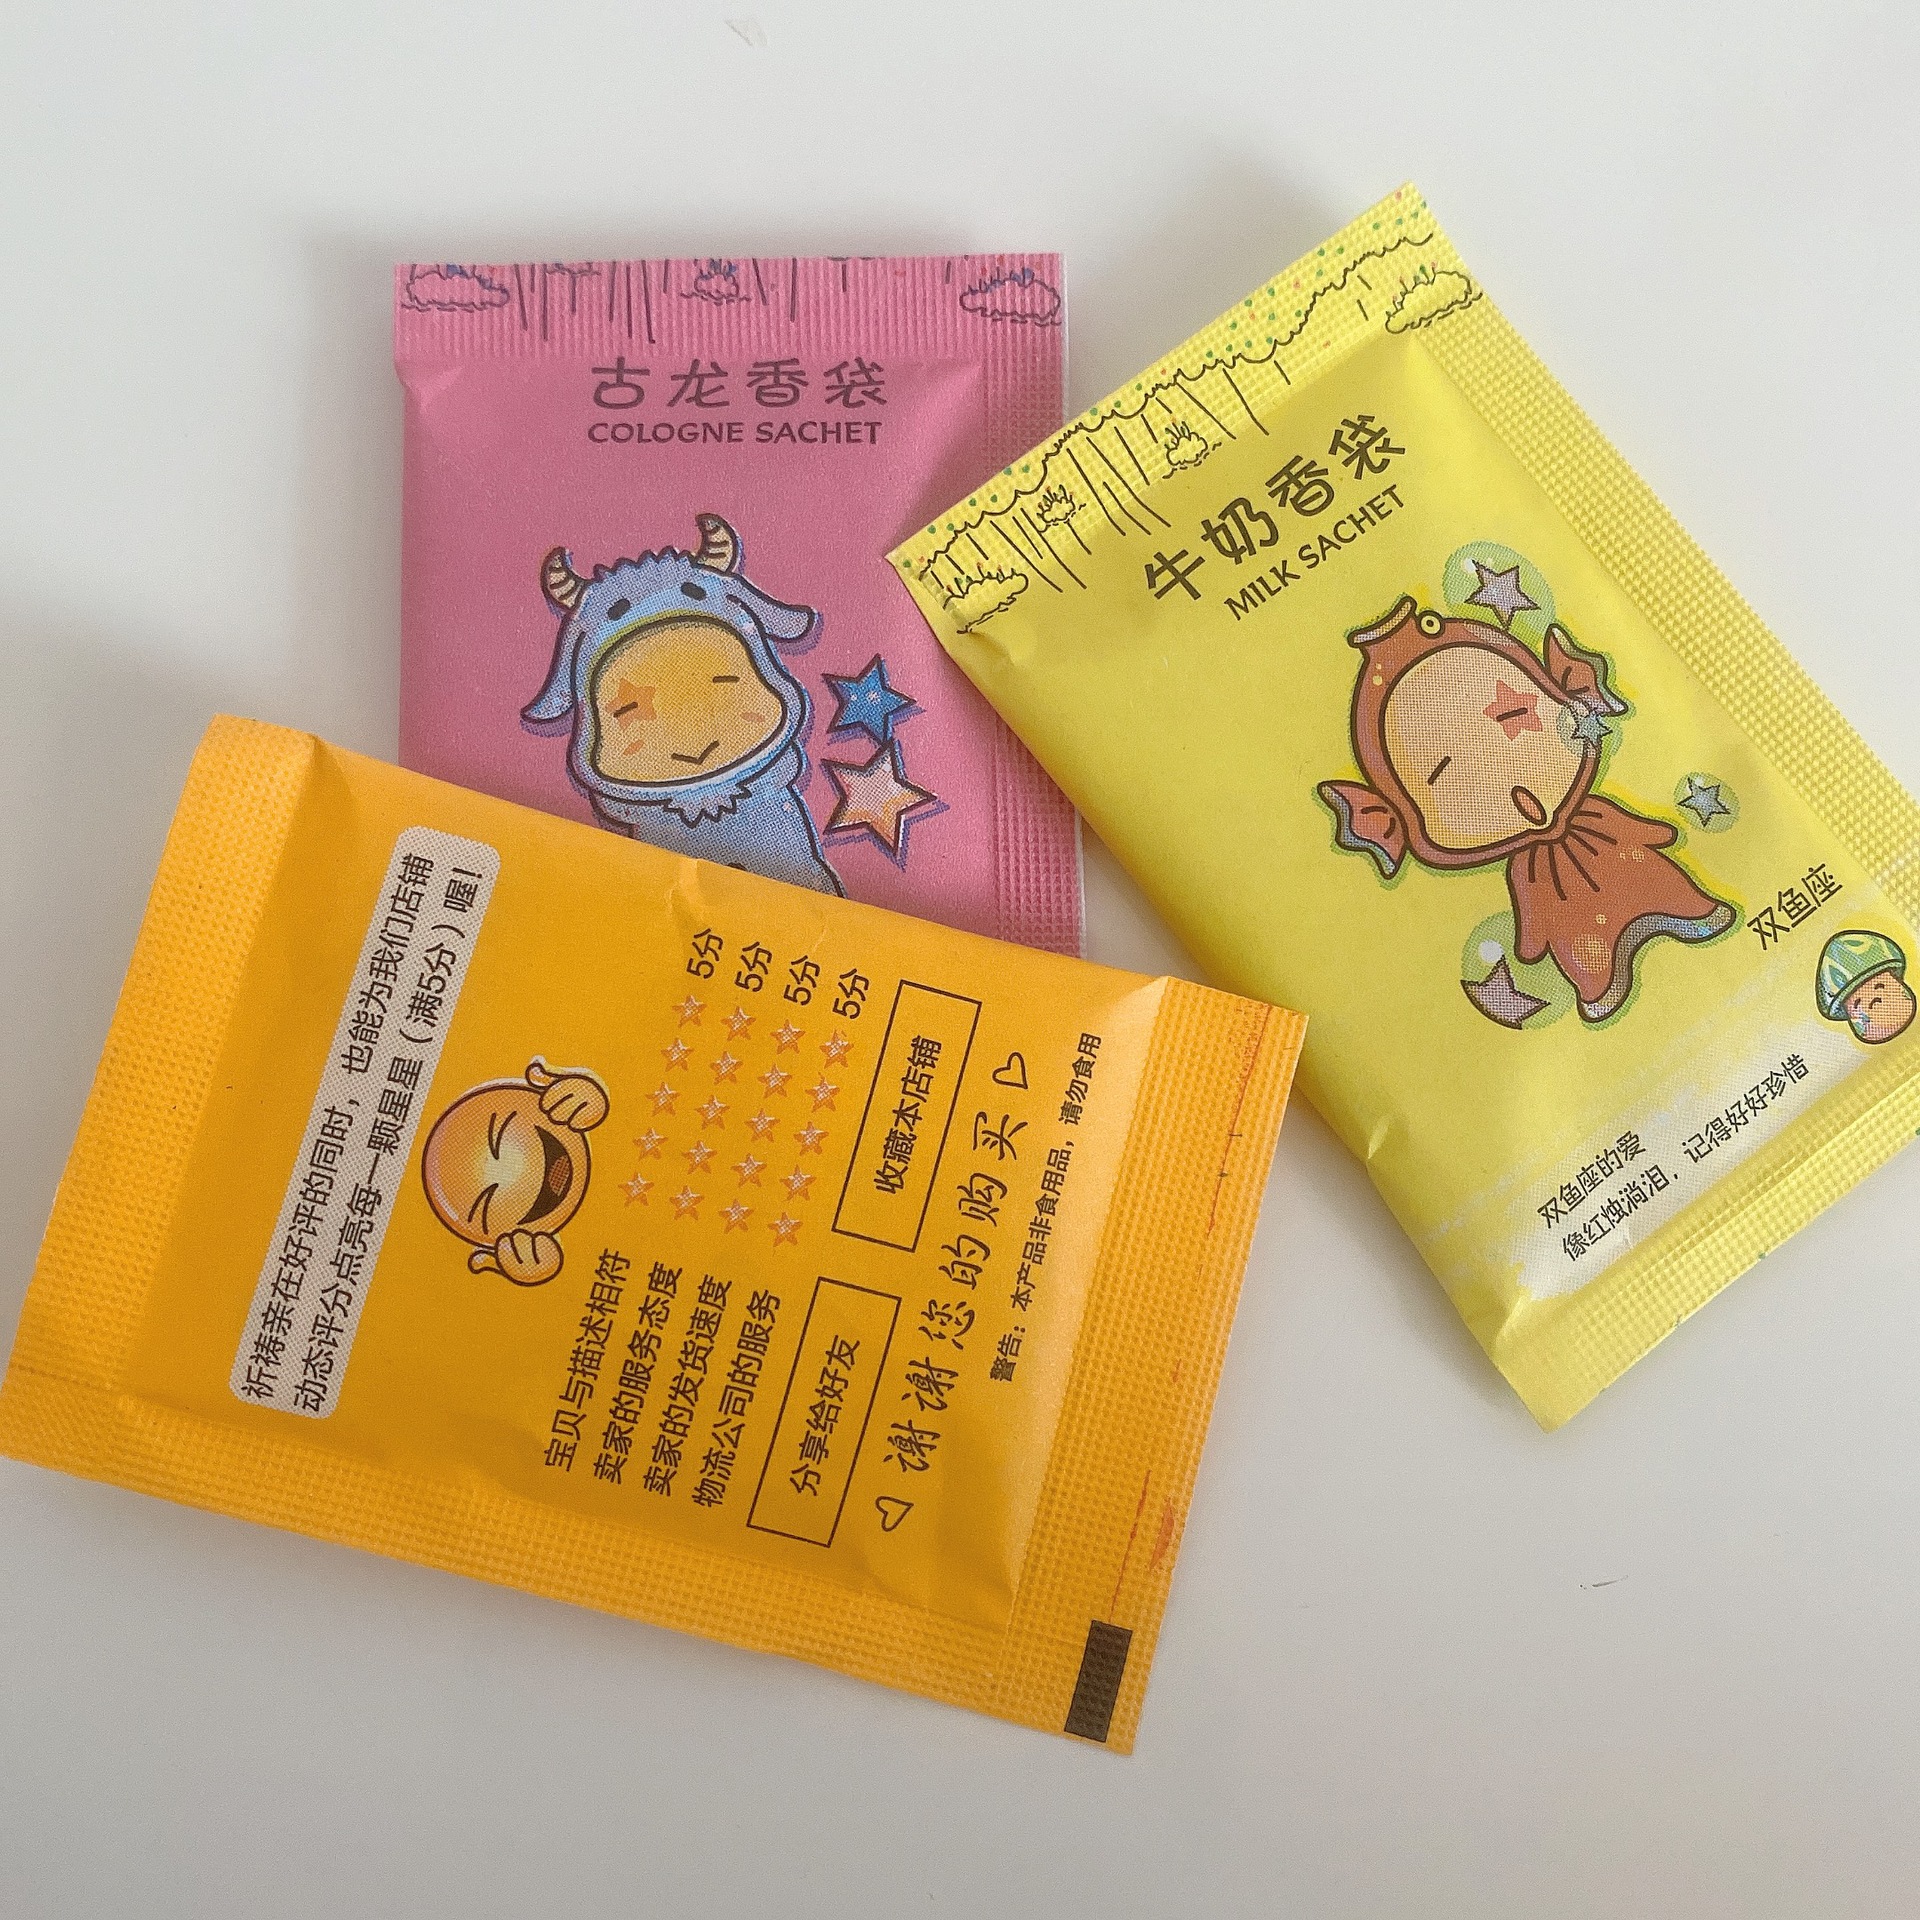 古龙香袋
COLOGNE SACHET
牛奶香袋
MILK SACHET
双鱼座
双鱼座的爱
像红烛淌泪，记得好好珍惜
祈祷亲在好评的同时，也能为我们店铺
动态评分点亮每一颗星星（满5分）喔！
宝贝与描述相符 5分
卖家的服务态度 5分
卖家的发货速度 5分
物流公司的服务 5分
分享给好友 收藏本店铺
谢谢您的购买
警告：本产品非食用品，请勿食用